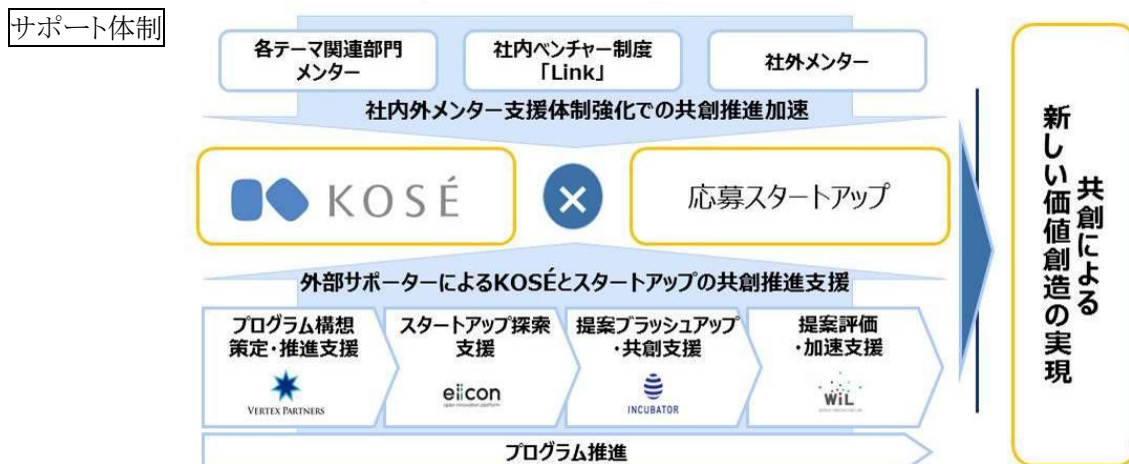 サポート体制
各テーマ関連部門
メンター
社内ベンチャー制度
「Link」
社外メンター
社内外メンター支援体制強化での共創推進加速
KOSÉ
×
応募スタートアップ
外部サポーターによるKOSÉとスタートアップの共創推進支援
プログラム構想
策定・推進支援
VERTEX PARTNERS
スタートアップ探索
支援
eiicon
open innovation platform
提案ブラッシュアップ
・共創支援
INCUBATOR
提案評価
・加速支援
WiL
プログラム推進
共創による
新しい価値創造の実現